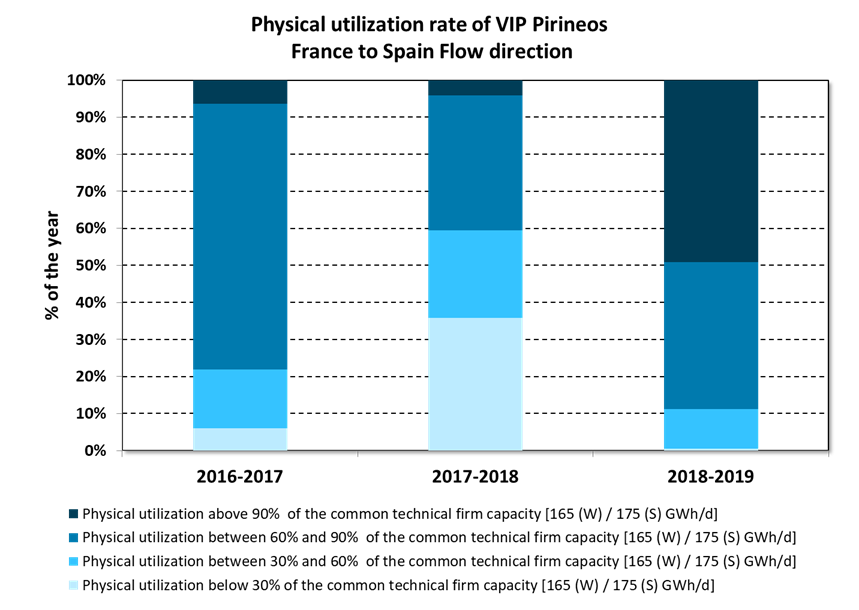 Physical utilization rate of VIP Pirineos
France to Spain Flow direction
100%
90%
80%
70%
60%
50%
40%
30%
20%
10%
0%
% of the year
2016-2017 2017-2018 2018-2019
Physical utilization above 90%  of the common technical firm capacity [165 (W) / 175 (S) GWh/d]
Physical utilization between 60% and 90%  of the common technical firm capacity [165 (W) / 175 (S) GWh/d]
Physical utilization between 30% and 60%  of the common technical firm capacity [165 (W) / 175 (S) GWh/d]
Physical utilization below 30% of the common technical firm capacity [165 (W) / 175 (S) GWh/d]